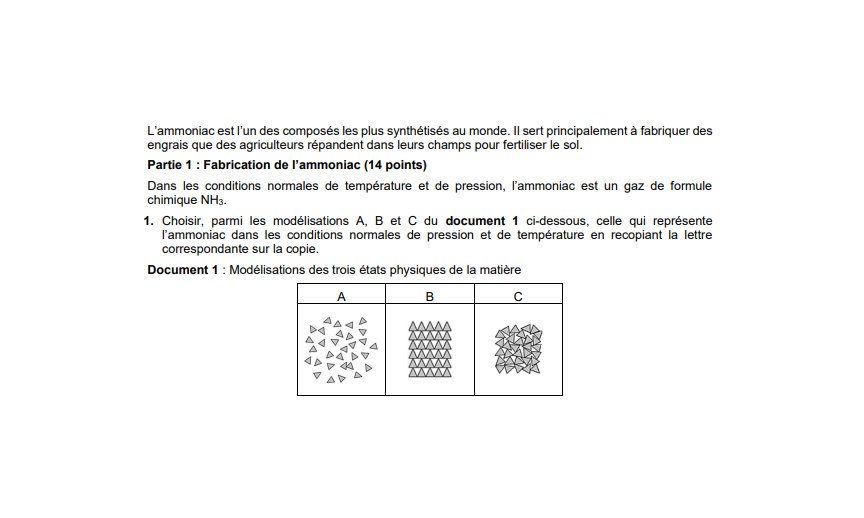 L’ammoniac est l’un des composés les plus synthétisés au monde. Il sert principalement à fabriquer des
engrais que des agriculteurs répandent dans leurs champs pour fertiliser le sol.
Partie 1 : Fabrication de l’ammoniac (14 points)
Dans les conditions normales de température et de pression, l’ammoniac est un gaz de formule
chimique NH₃.
1. Choisir, parmi les modélisations A, B et C du document 1 ci-dessous, celle qui représente
l’ammoniac dans les conditions normales de pression et de température en recopiant la lettre
correspondante sur la copie.
Document 1 : Modélisations des trois états physiques de la matière
A B C